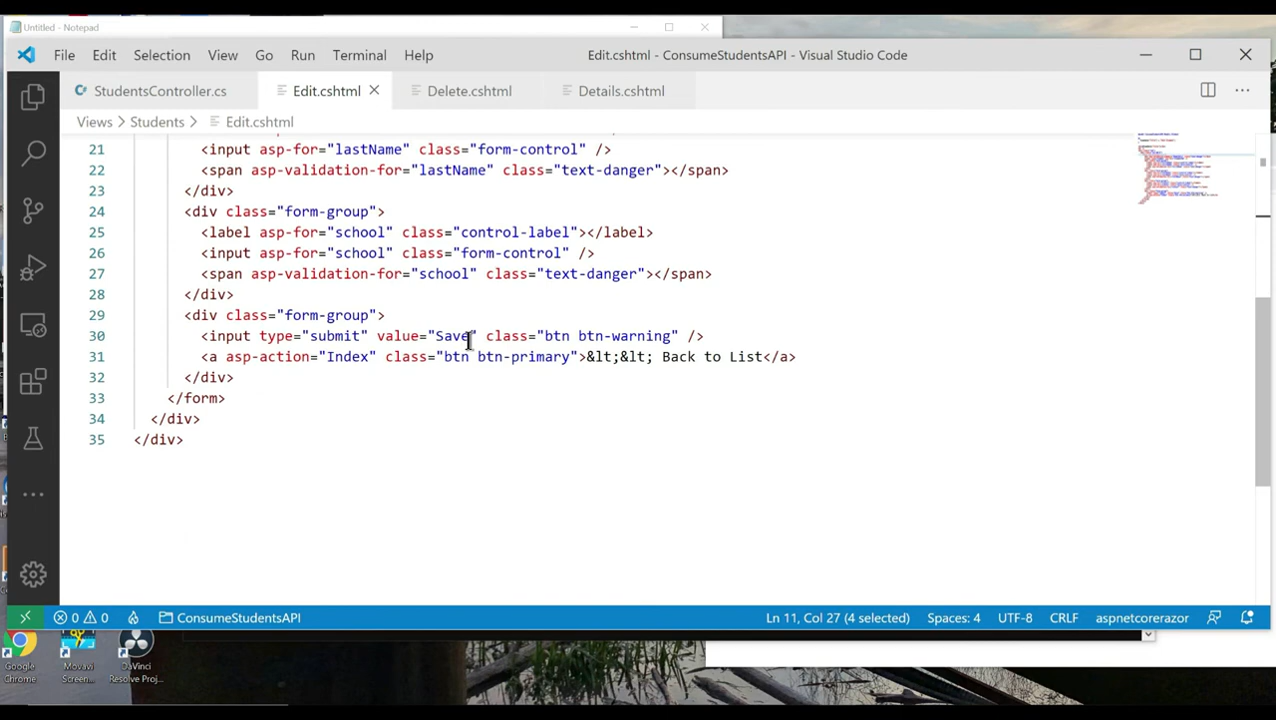 Untitled - Notepad
File Edit Selection View Go Run Terminal Help Edit.cshtml - ConsumeStudentsAPI - Visual Studio Code
StudentsController.cs Edit.cshtml Delete.cshtml Details.cshtml
Views > Students > Edit.cshtml
21 <input asp-for="lastName" class="form-control" />
22 <span asp-validation-for="lastName" class="text-danger"></span>
23 </div>
24 <div class="form-group">
25 <label asp-for="school" class="control-label"></label>
26 <input asp-for="school" class="form-control" />
27 <span asp-validation-for="school" class="text-danger"></span>
28 </div>
29 <div class="form-group">
30 <input type="submit" value="Save" class="btn btn-warning" />
31 <a asp-action="Index" class="btn btn-primary">&lt;&lt; Back to List</a>
32 </div>
33 </form>
34 </div>
35 </div>
0 0 ConsumeStudentsAPI Ln 11, Col 27 (4 selected) Spaces: 4 UTF-8 CRLF aspnetcorerazor
Google Chrome
Movavi Screen...
DaVinci Resolve Proj...